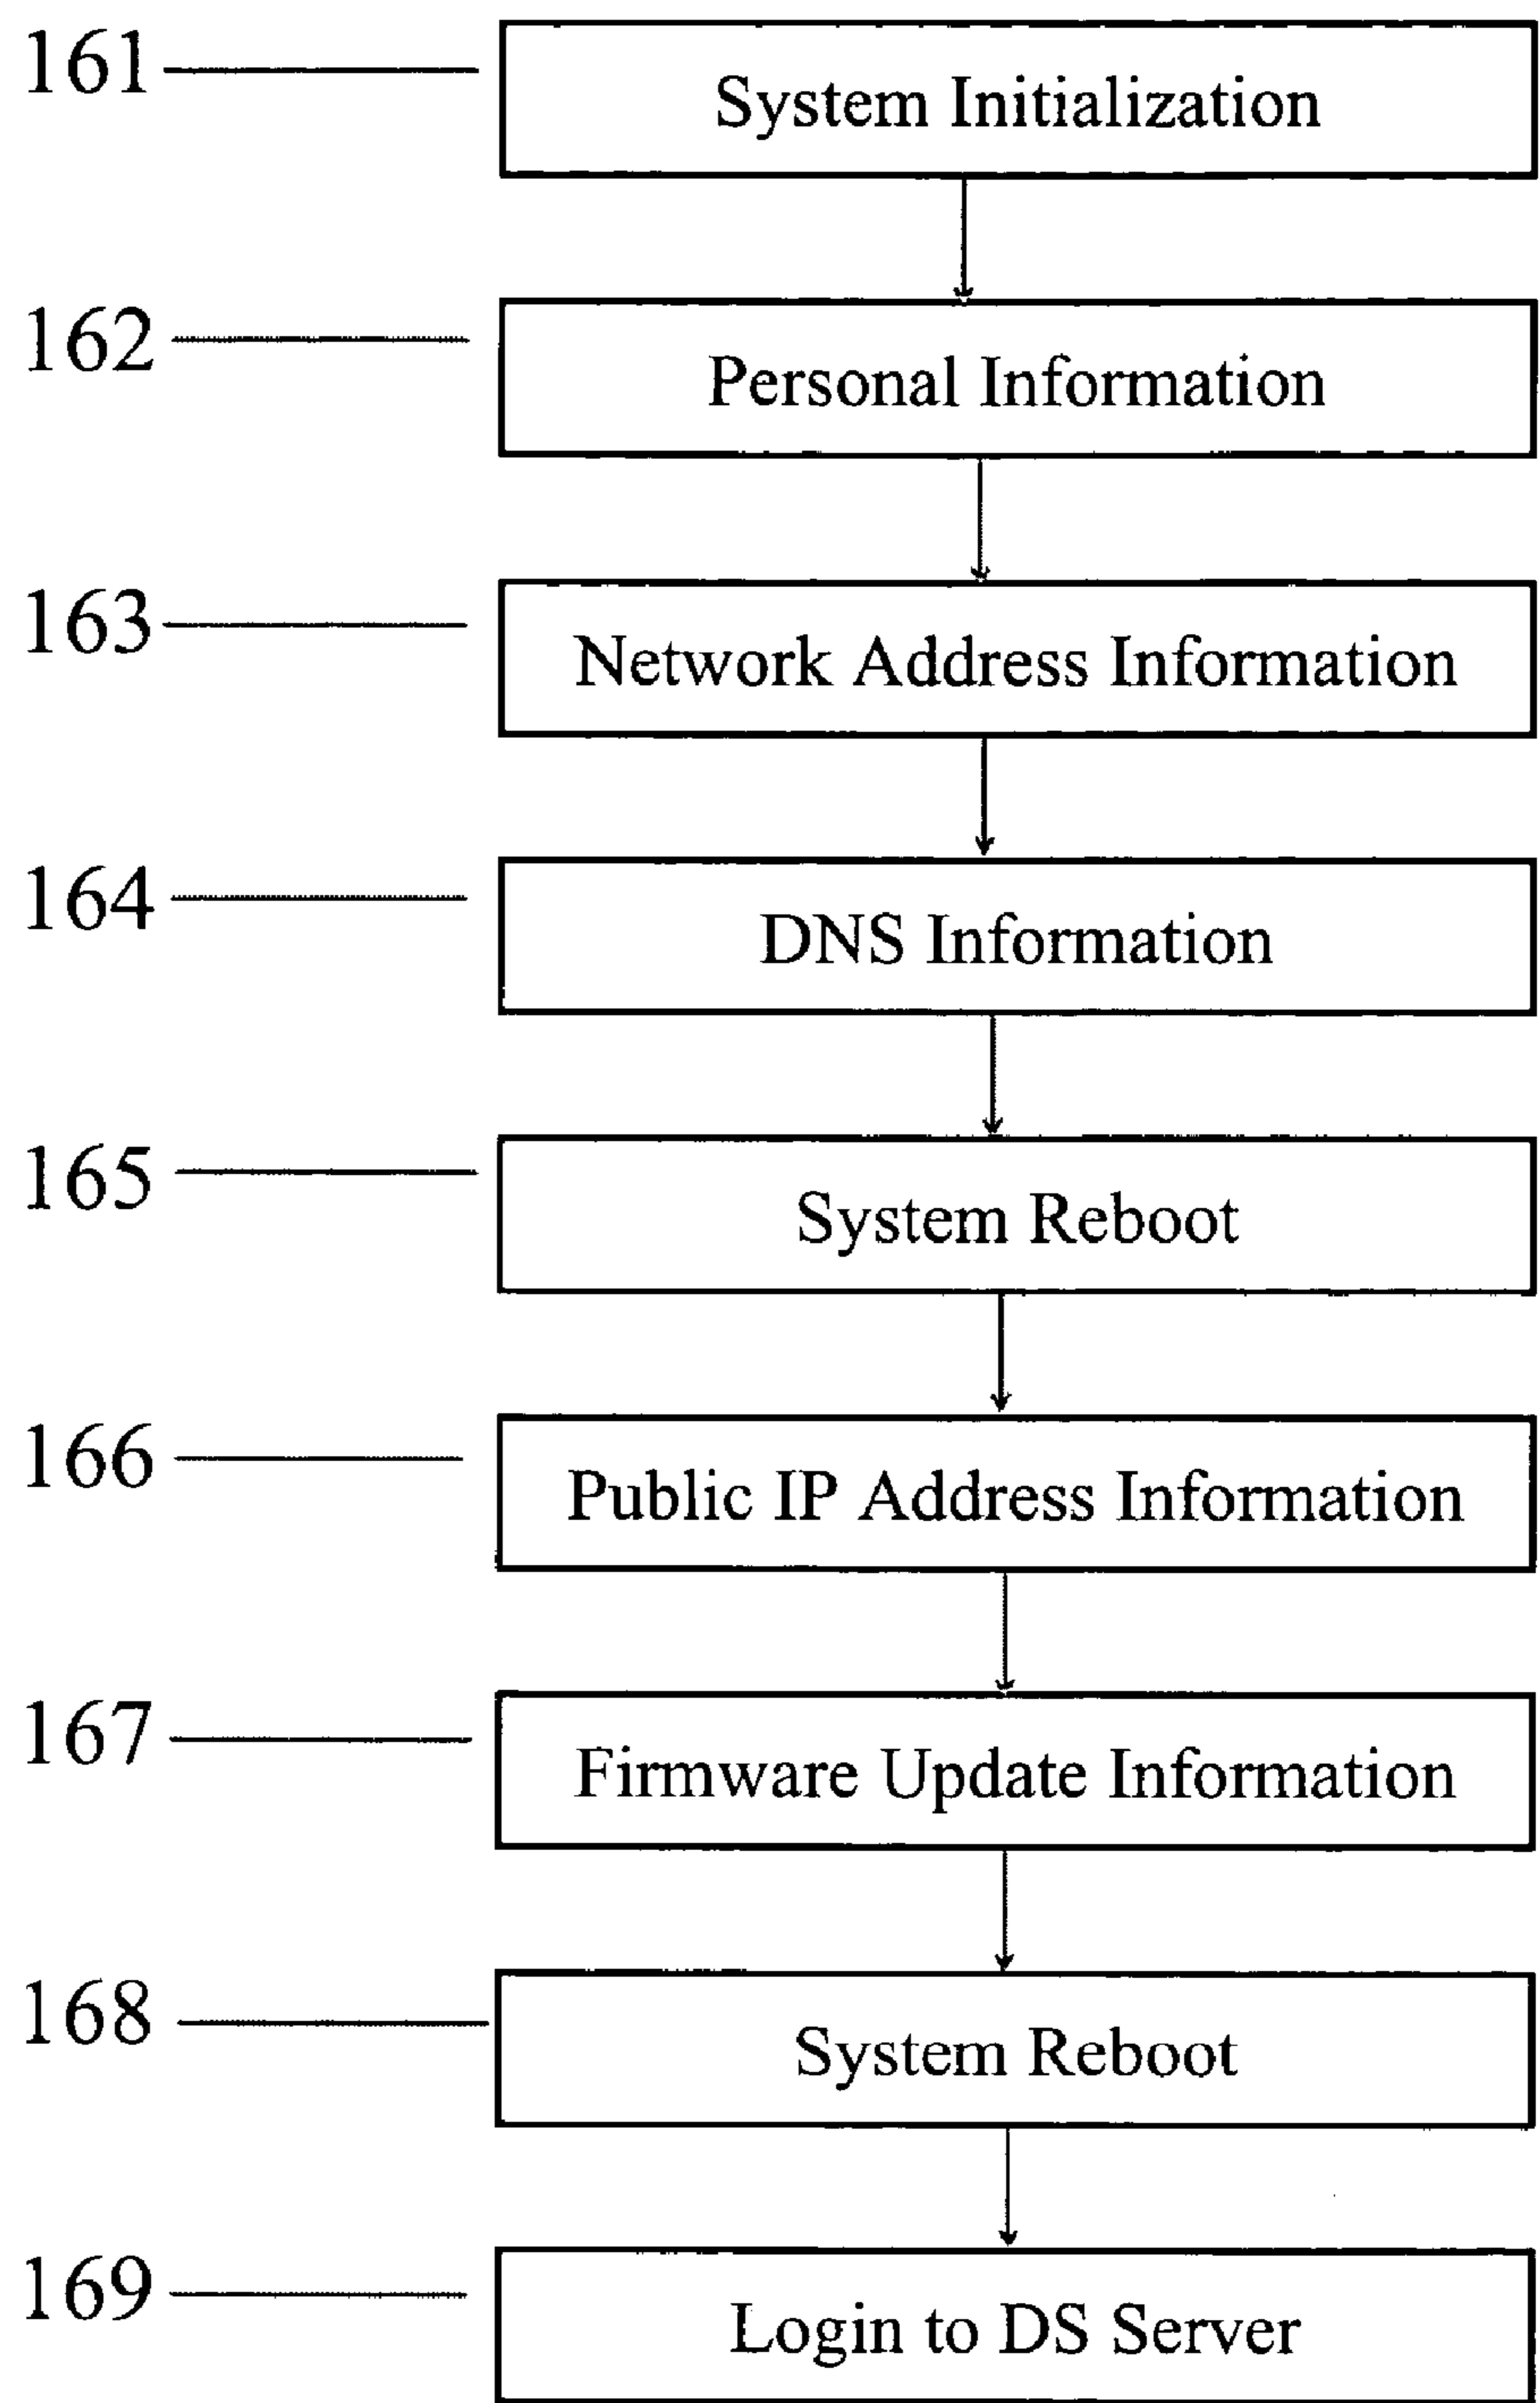 161 System Initialization
162 Personal Information
163 Network Address Information
164 DNS Information
165 System Reboot
166 Public IP Address Information
167 Firmware Update Information
168 System Reboot
169 Login to DS Server